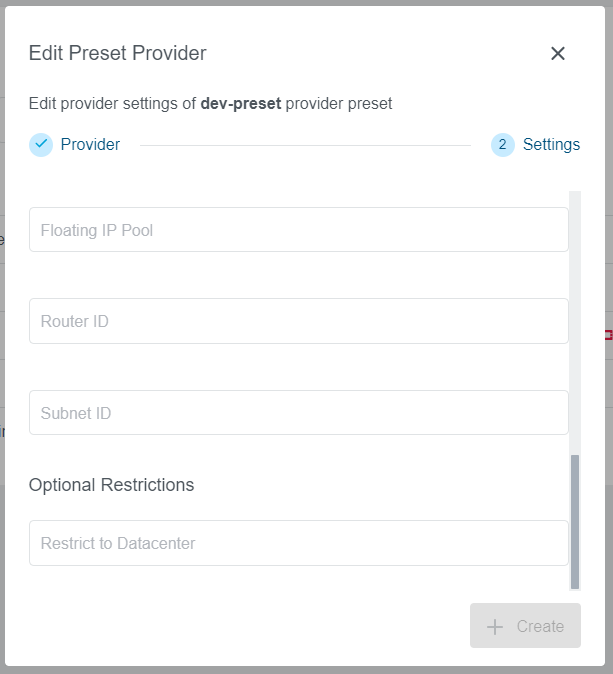 Edit Preset Provider
Edit provider settings of dev-preset provider preset
Provider
2 Settings
Floating IP Pool
Router ID
Subnet ID
Optional Restrictions
Restrict to Datacenter
Create